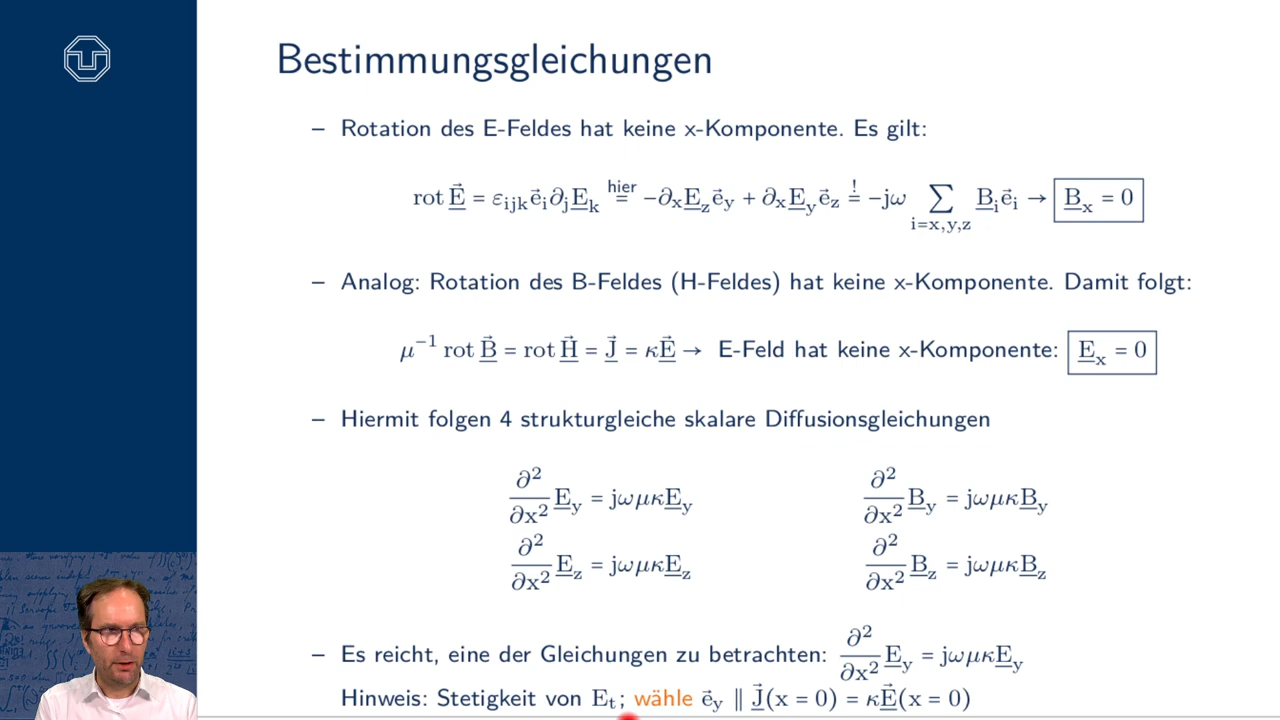 Bestimmungsgleichungen
– Rotation des E-Feldes hat keine x-Komponente. Es gilt:
rot E⃗ = ε_ijk e⃗_i ∂_j E_k =^hier −∂_x E_z e⃗_y + ∂_x E_y e⃗_z =^! −jω ∑_{i=x,y,z} B_i e⃗_i → B_x = 0
– Analog: Rotation des B-Feldes (H-Feldes) hat keine x-Komponente. Damit folgt:
μ^−1 rot B⃗ = rot H⃗ = J⃗ = κE⃗ → E-Feld hat keine x-Komponente: E_x = 0
– Hiermit folgen 4 strukturgleiche skalare Diffusionsgleichungen
∂²/∂x² E_y = jωμκE_y ∂²/∂x² B_y = jωμκB_y
∂²/∂x² E_z = jωμκE_z ∂²/∂x² B_z = jωμκB_z
– Es reicht, eine der Gleichungen zu betrachten: ∂²/∂x² E_y = jωμκE_y
Hinweis: Stetigkeit von E_t; wähle e⃗_y ∥ J⃗(x = 0) = κE⃗(x = 0)